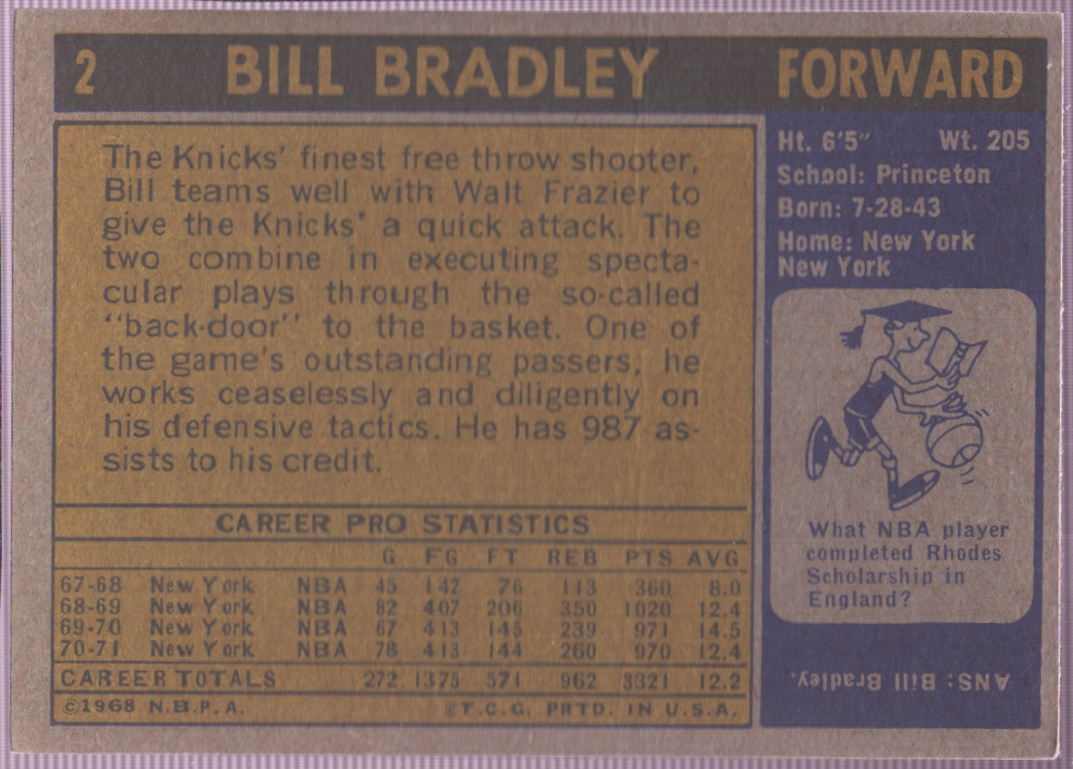 2 BILL BRADLEY FORWARD
The Knicks' finest free throw shooter,
Bill teams well with Walt Frazier to
give the Knicks' a quick attack. The
two combine in executing specta-
cular plays through the so-called
"back-door" to the basket. One of
the game's outstanding passers, he
works ceaselessly and diligently on
his defensive tactics. He has 987 as-
sists to his credit.
CAREER PRO STATISTICS
G FG FT REB PTS AVG
67-68 New York NBA 45 142 76 113 360 8.0
68-69 New York NBA 82 407 206 350 1020 12.4
69-70 New York NBA 67 413 145 239 971 14.5
70-71 New York NBA 78 413 144 260 970 12.4
CAREER TOTALS 272 1375 571 962 3321 12.2
©1968 N.B.P.A. ©T.C.G. PRTD. IN U.S.A.
Ht. 6'5" Wt. 205
School: Princeton
Born: 7-28-43
Home: New York
New York
What NBA player
completed Rhodes
Scholarship in
England?
ANS: Bill Bradley.